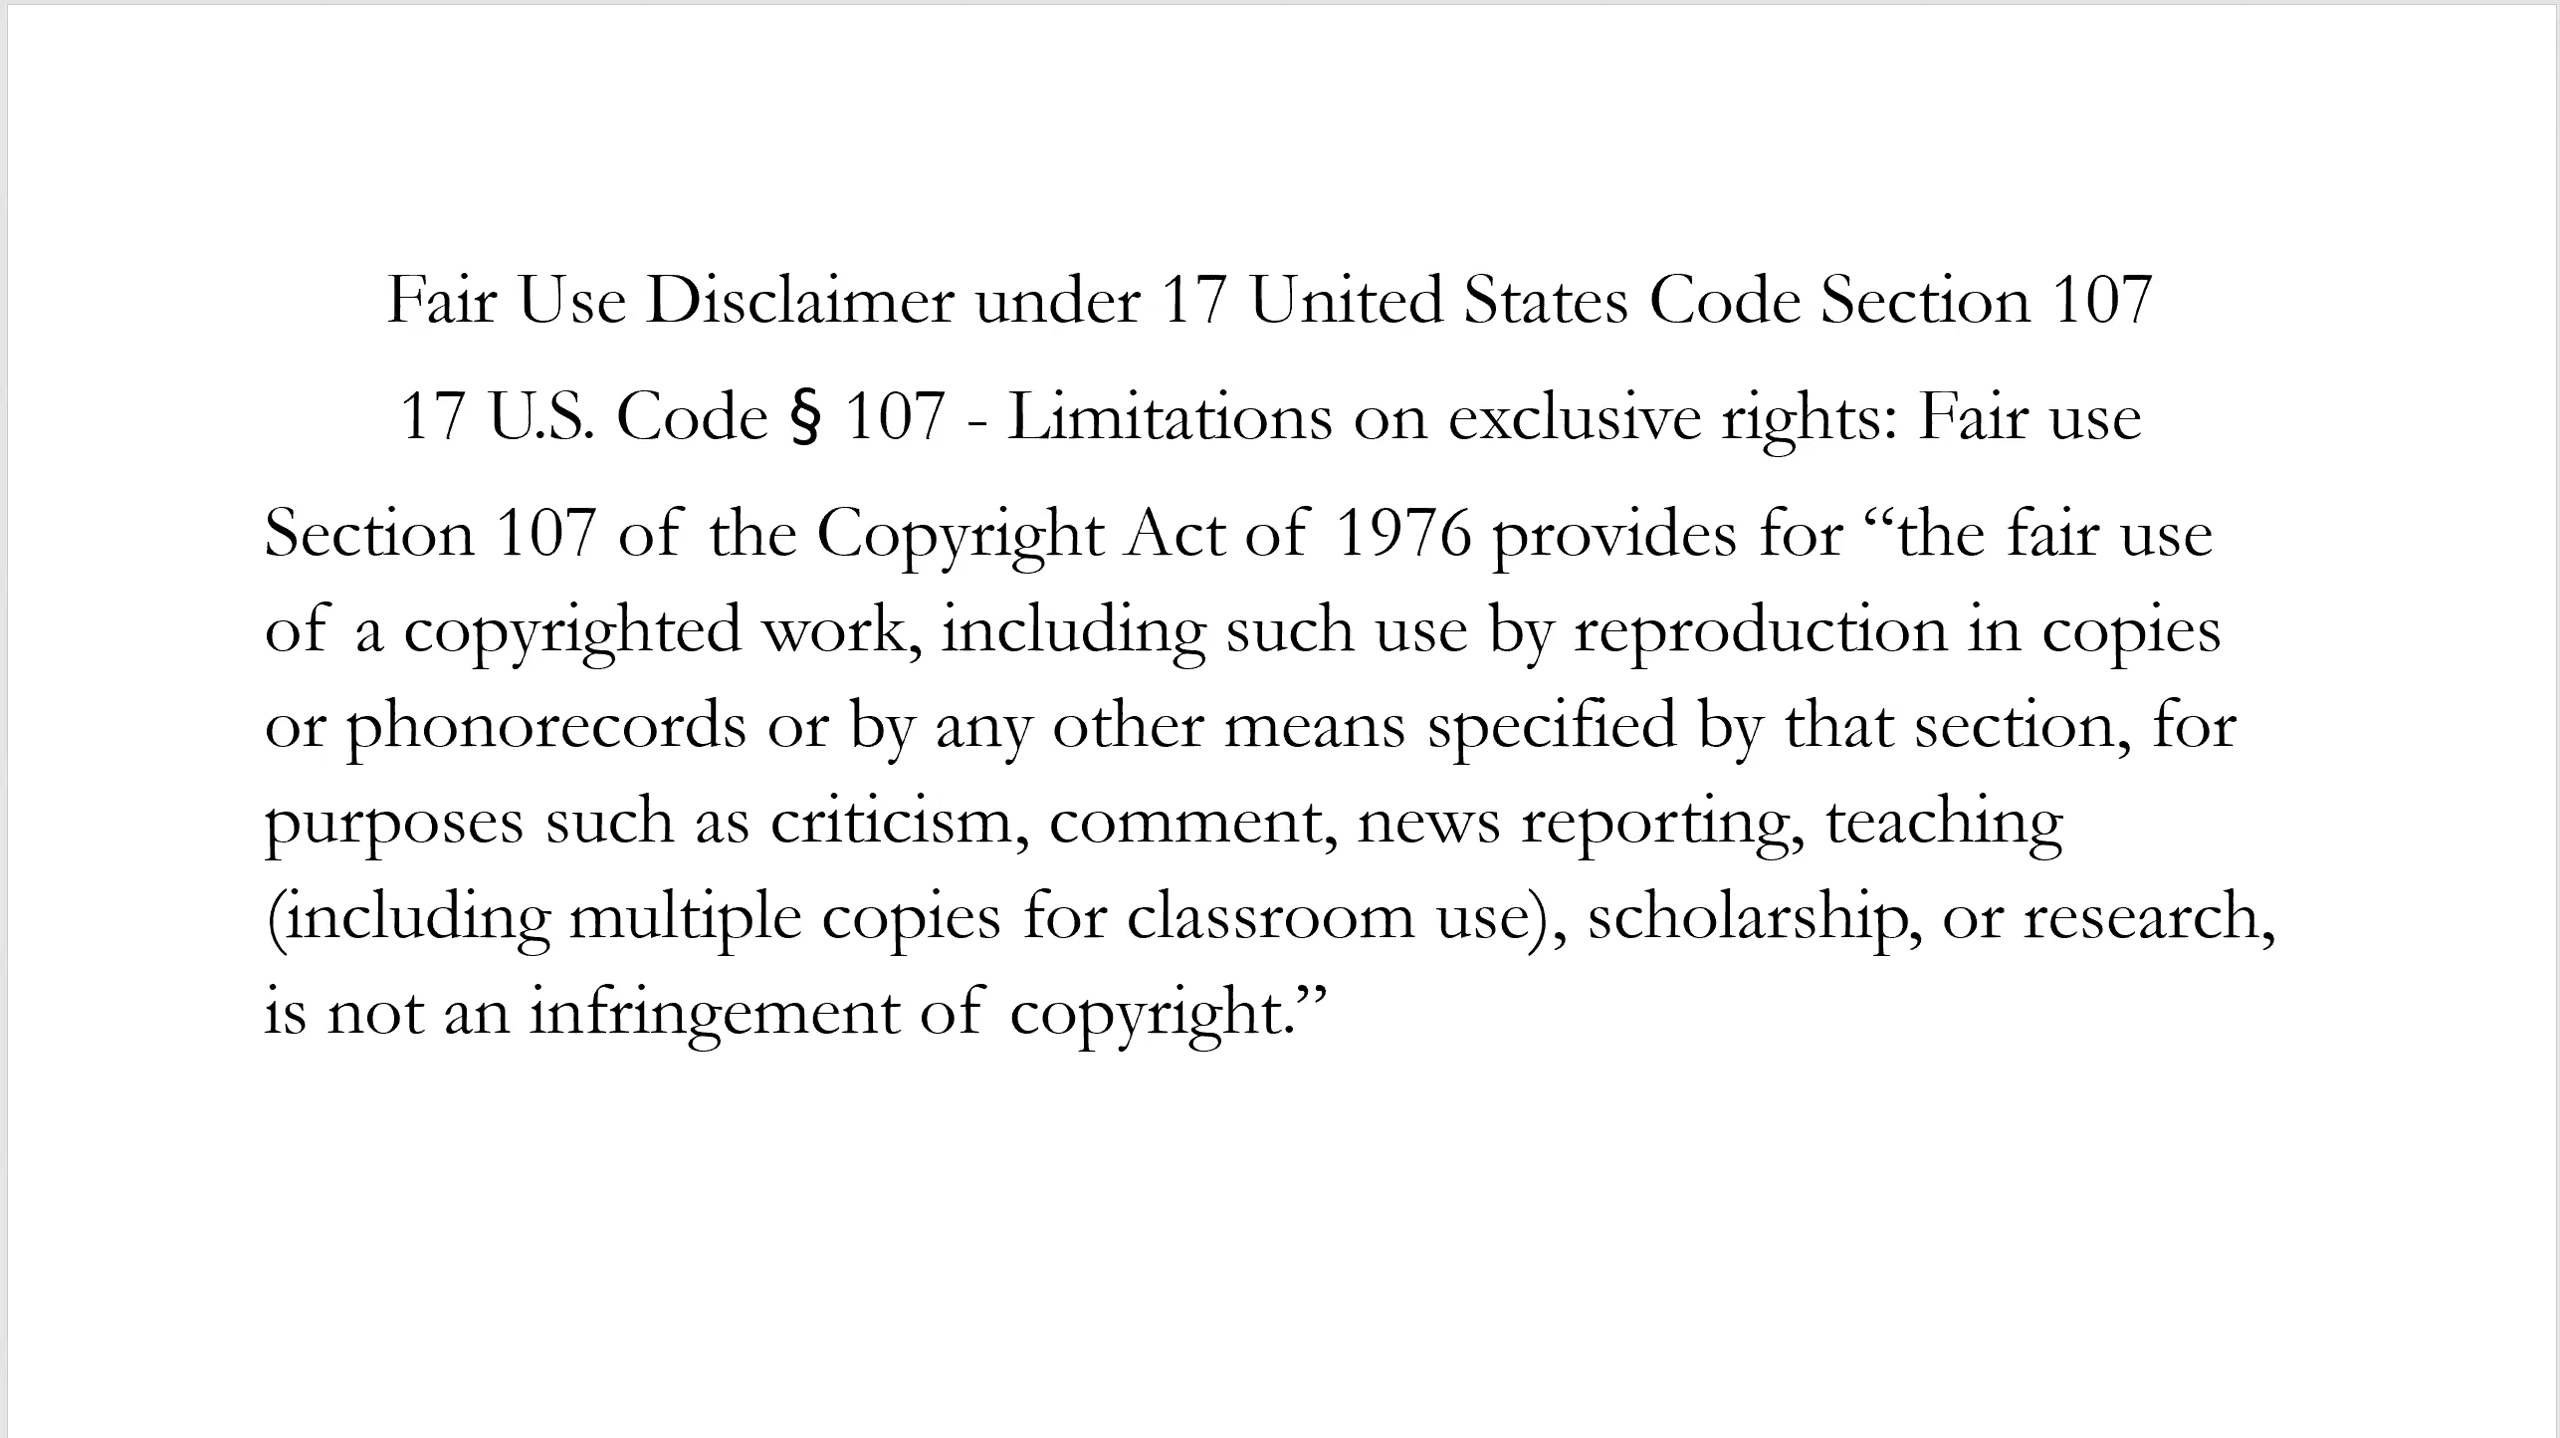 Fair Use Disclaimer under 17 United States Code Section 107
17 U.S. Code § 107 - Limitations on exclusive rights: Fair use
Section 107 of the Copyright Act of 1976 provides for “the fair use
of a copyrighted work, including such use by reproduction in copies
or phonorecords or by any other means specified by that section, for
purposes such as criticism, comment, news reporting, teaching
(including multiple copies for classroom use), scholarship, or research,
is not an infringement of copyright.”